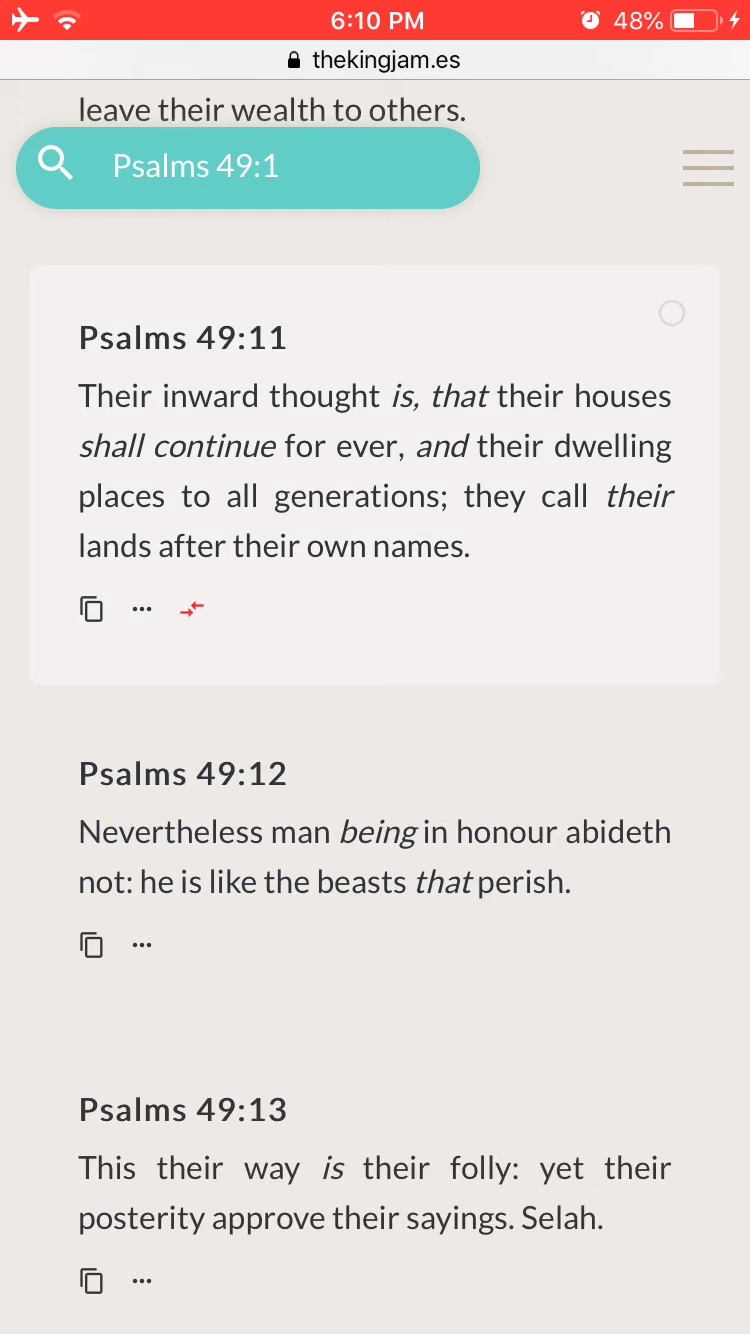 6:10 PM
48%
thekingjam.es
leave their wealth to others.
Psalms 49:1
Psalms 49:11
Their inward thought is, that their houses
shall continue for ever, and their dwelling
places to all generations; they call their
lands after their own names.
Psalms 49:12
Nevertheless man being in honour abideth
not: he is like the beasts that perish.
Psalms 49:13
This their way is their folly: yet their
posterity approve their sayings. Selah.